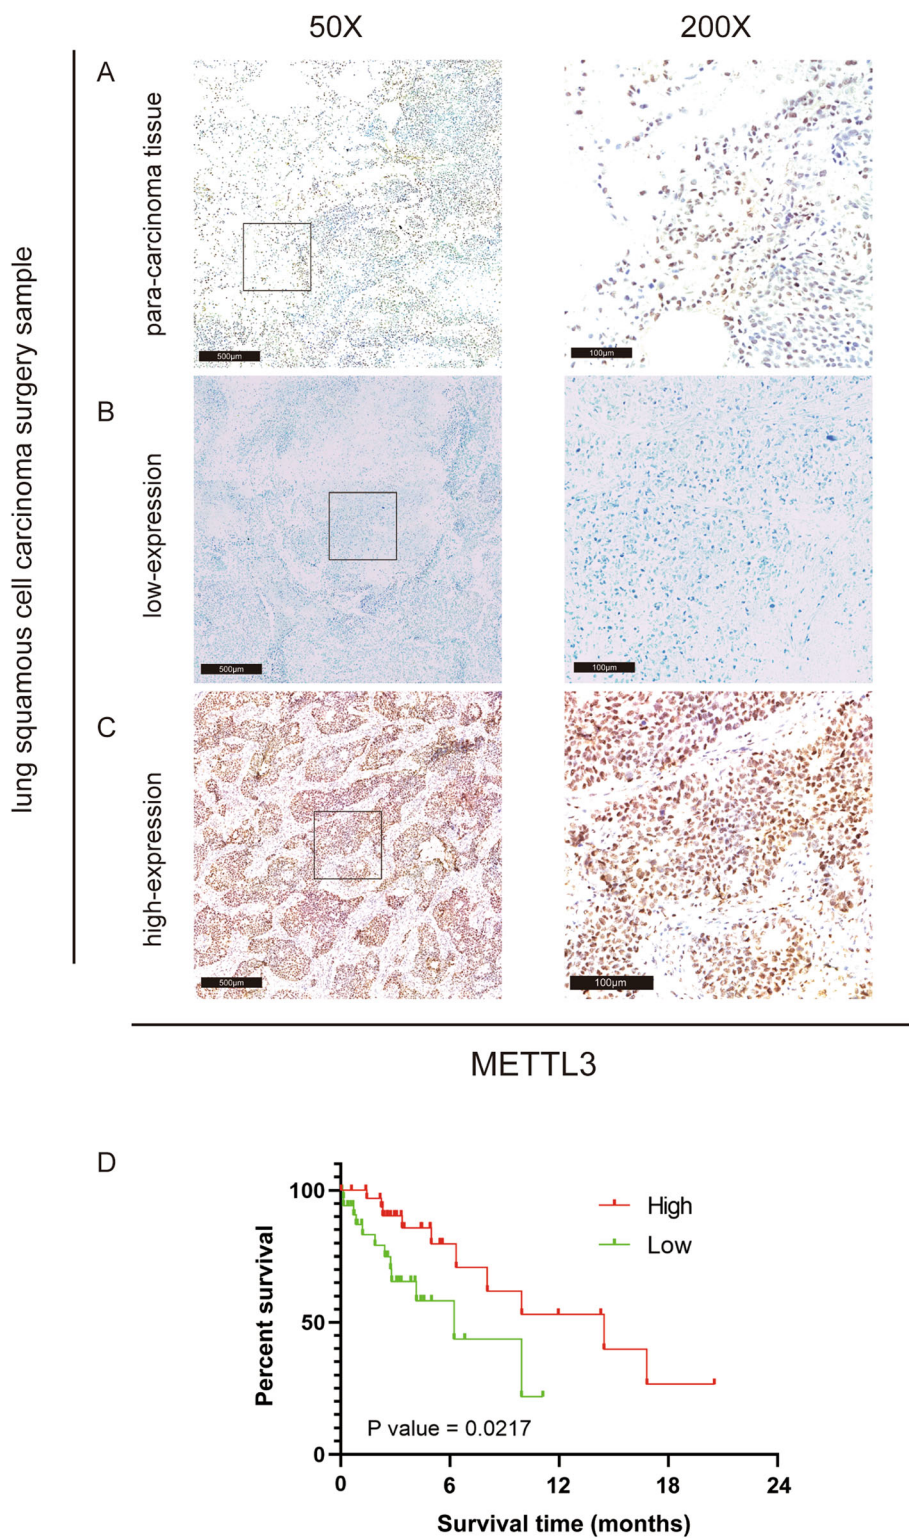 50X
200X
lung squamous cell carcinoma surgery sample
A
para-carcinoma tissue
500μm
100μm
B
low-expression
500μm
100μm
C
high-expression
500μm
100μm
METTL3
D
Percent survival
100
50
0
High
Low
P value = 0.0217
0
6
12
18
24
Survival time (months)